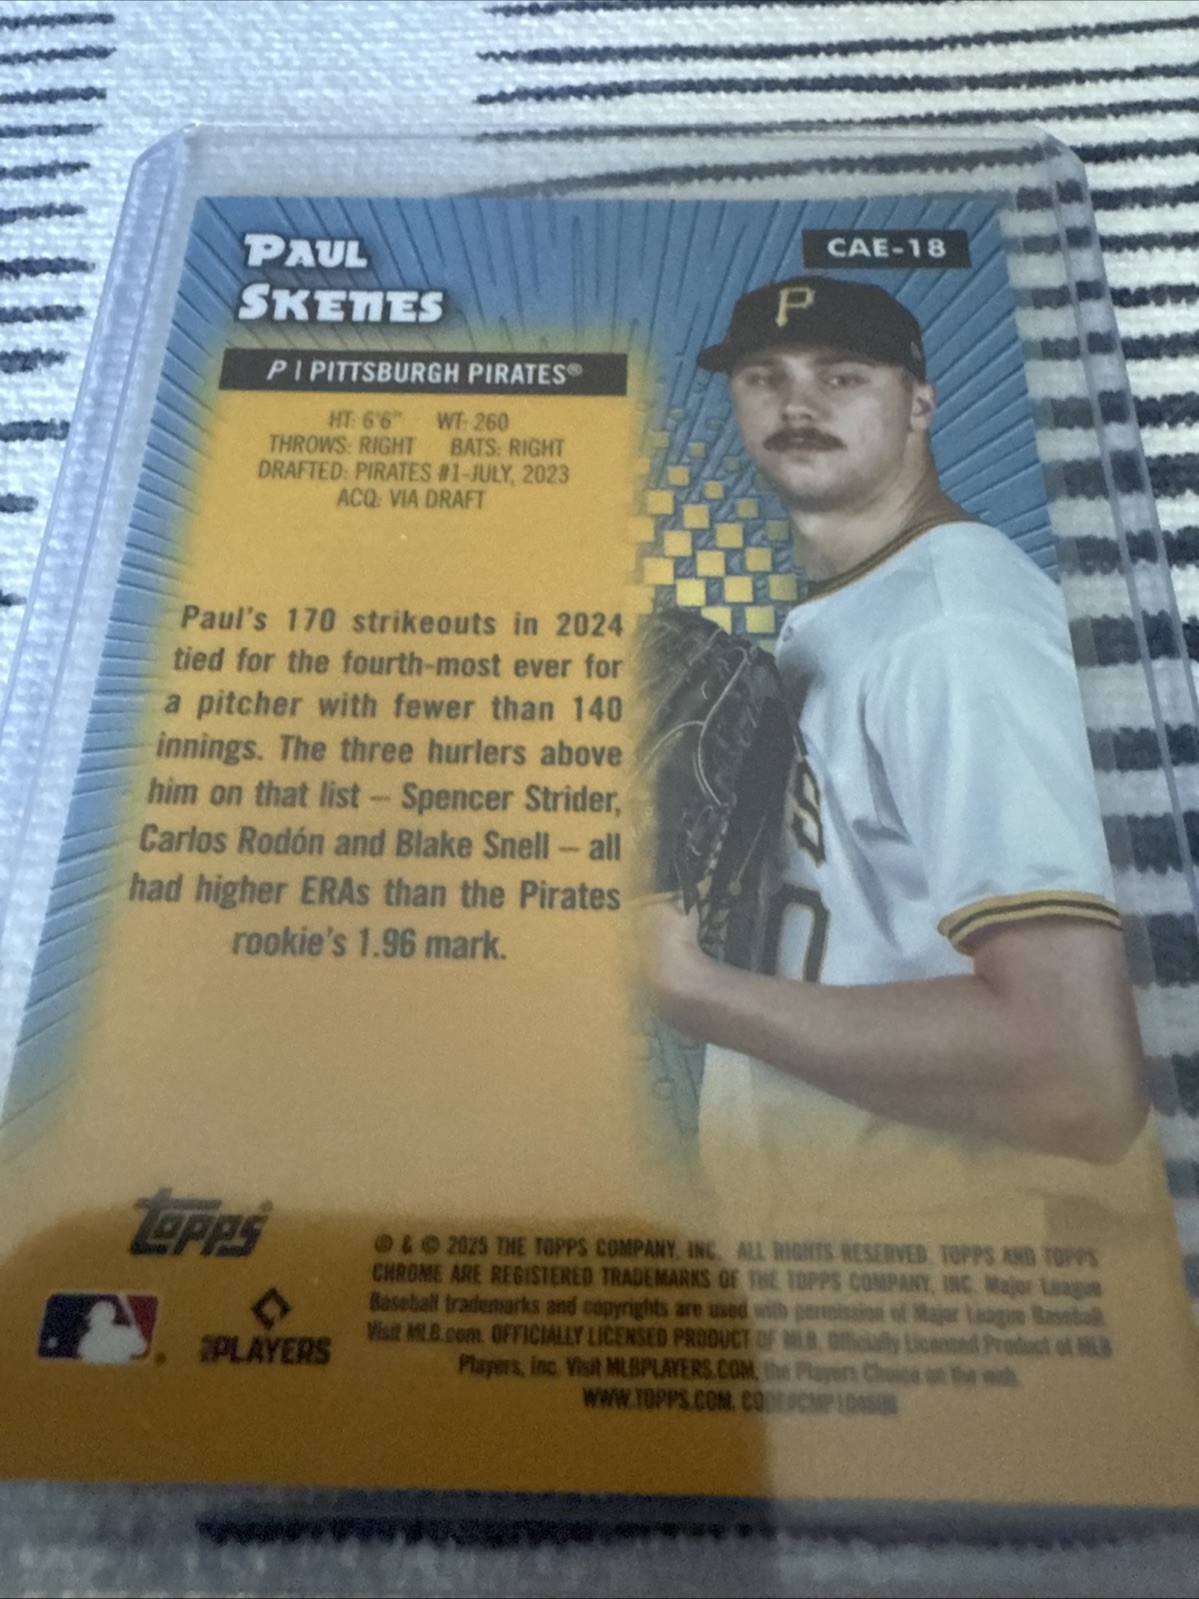 PAUL
SKENES
CAE-18
P
P | PITTSBURGH PIRATES®
HT: 6'6" WT: 260
THROWS: RIGHT BATS: RIGHT
DRAFTED: PIRATES #1-JULY, 2023
ACQ: VIA DRAFT
Paul's 170 strikeouts in 2024
tied for the fourth-most ever for
a pitcher with fewer than 140
innings. The three hurlers above
him on that list – Spencer Strider,
Carlos Rodón and Blake Snell – all
had higher ERAs than the Pirates
rookie's 1.96 mark.
topps®
PLAYERS
® & © 2025 THE TOPPS COMPANY, INC. ALL RIGHTS RESERVED. TOPPS AND TOPPS
CHROME ARE REGISTERED TRADEMARKS OF THE TOPPS COMPANY, INC. Major League
Baseball trademarks and copyrights are used with permission of Major League Baseball.
Visit MLB.com. OFFICIALLY LICENSED PRODUCT OF MLB. Officially Licensed Product of MLB
Players, Inc. Visit MLBPLAYERS.COM, the Players Choice on the web.
WWW.TOPPS.COM.